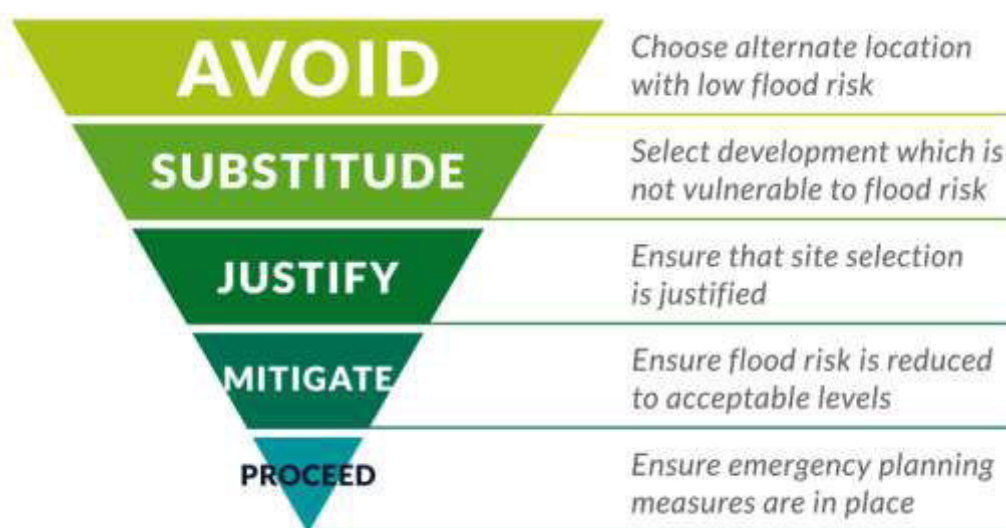 AVOID
Choose alternate location
with low flood risk
SUBSTITUDE
Select development which is
not vulnerable to flood risk
JUSTIFY
Ensure that site selection
is justified
MITIGATE
Ensure flood risk is reduced
to acceptable levels
PROCEED
Ensure emergency planning
measures are in place